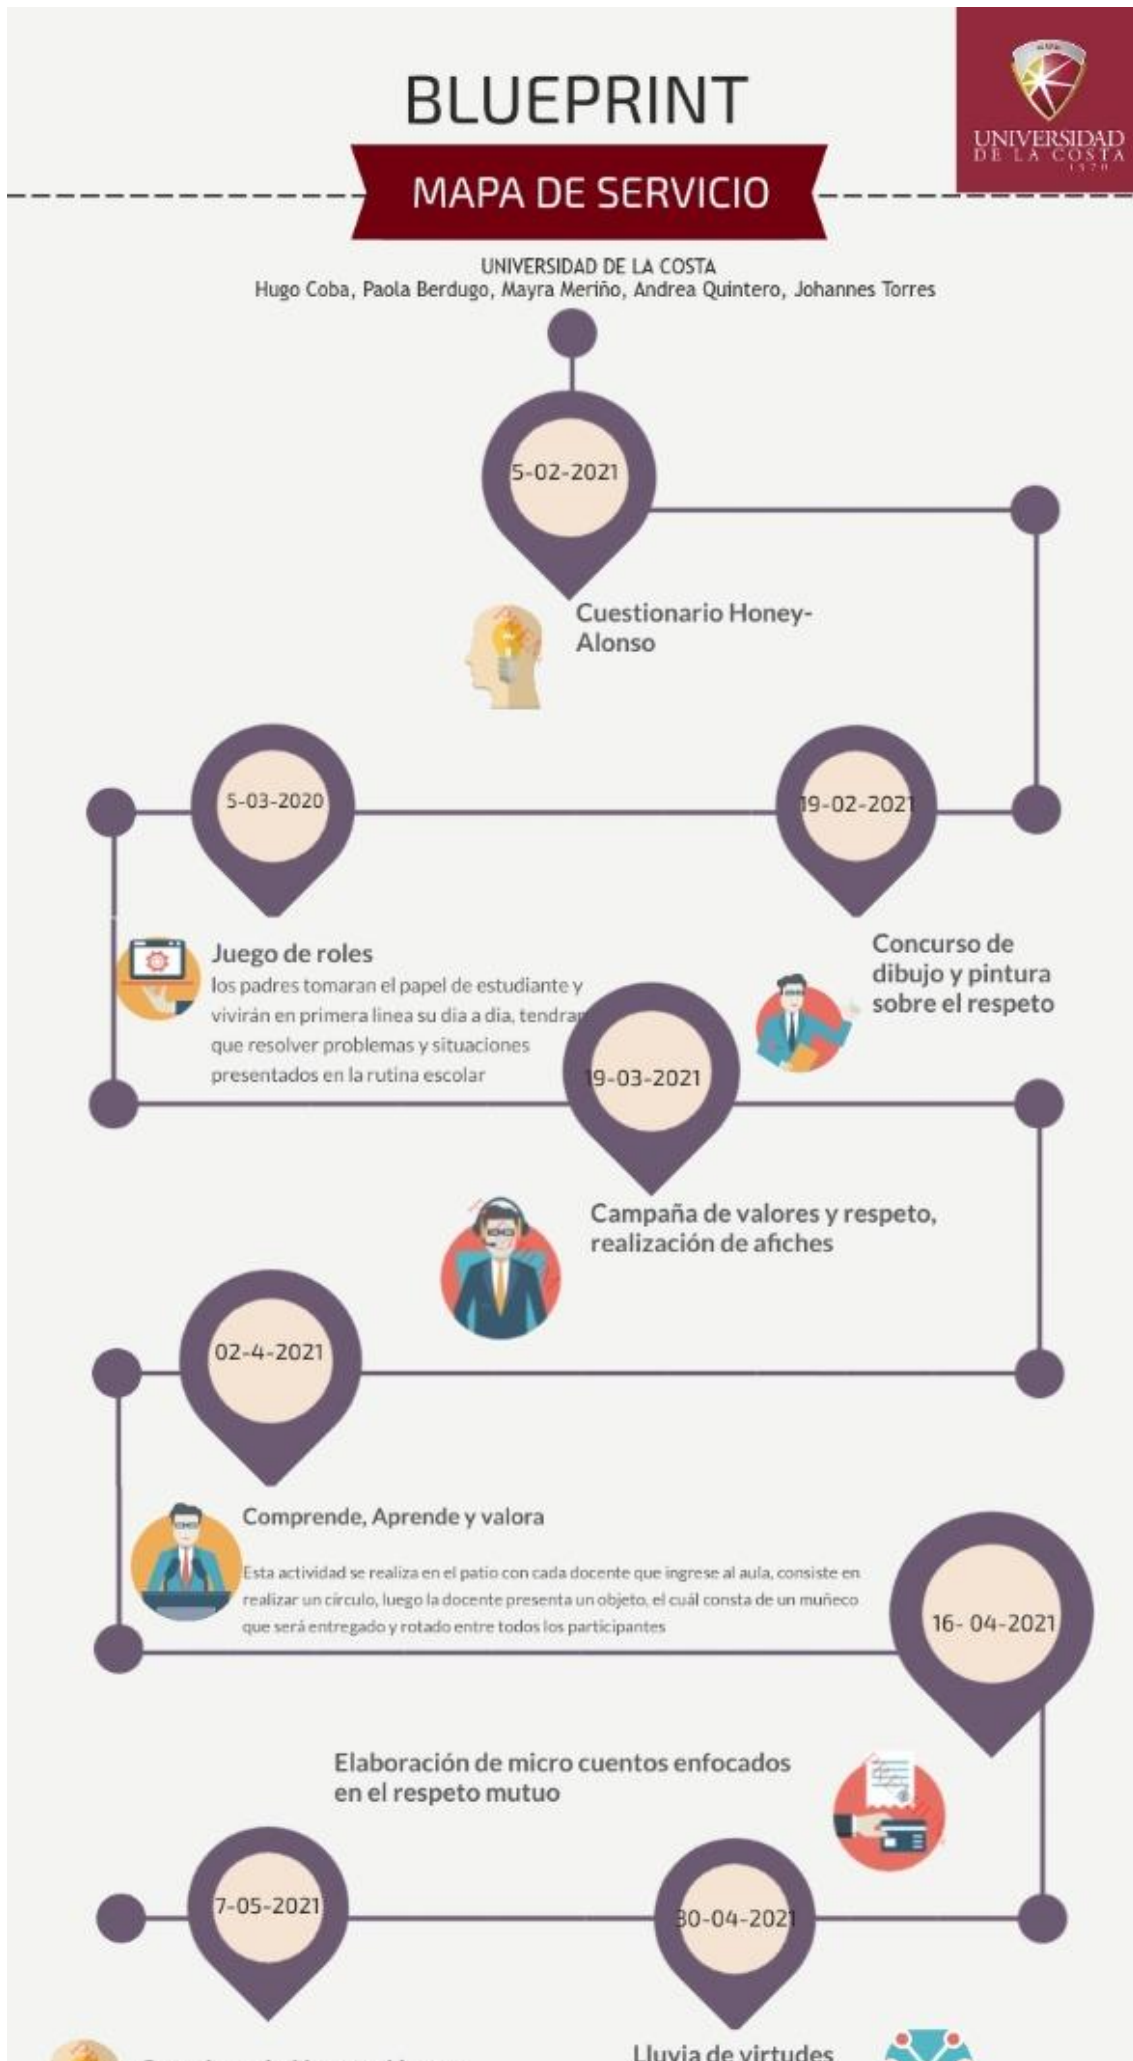 BLUEPRINT
UNIVERSIDAD
DE LA COSTA
1970
MAPA DE SERVICIO
UNIVERSIDAD DE LA COSTA
Hugo Coba, Paola Berdugo, Mayra Meriño, Andrea Quintero, Johannes Torres
5-02-2021
Cuestionario Honey-
Alonso
19-02-2021
Concurso de
dibujo y pintura
sobre el respeto
5-03-2020
Juego de roles
los padres tomaran el papel de estudiante y
vivirán en primera linea su dia a dia, tendran
que resolver problemas y situaciones
presentados en la rutina escolar
19-03-2021
Campaña de valores y respeto,
realización de afiches
02-4-2021
Comprende, Aprende y valora
Esta actividad se realiza en el patio con cada docente que ingrese al aula, consiste en
realizar un círculo, luego la docente presenta un objeto, el cuál consta de un muñeco
que será entregado y rotado entre todos los participantes
16- 04-2021
Elaboración de micro cuentos enfocados
en el respeto mutuo
30-04-2021
Lluvia de virtudes
7-05-2021